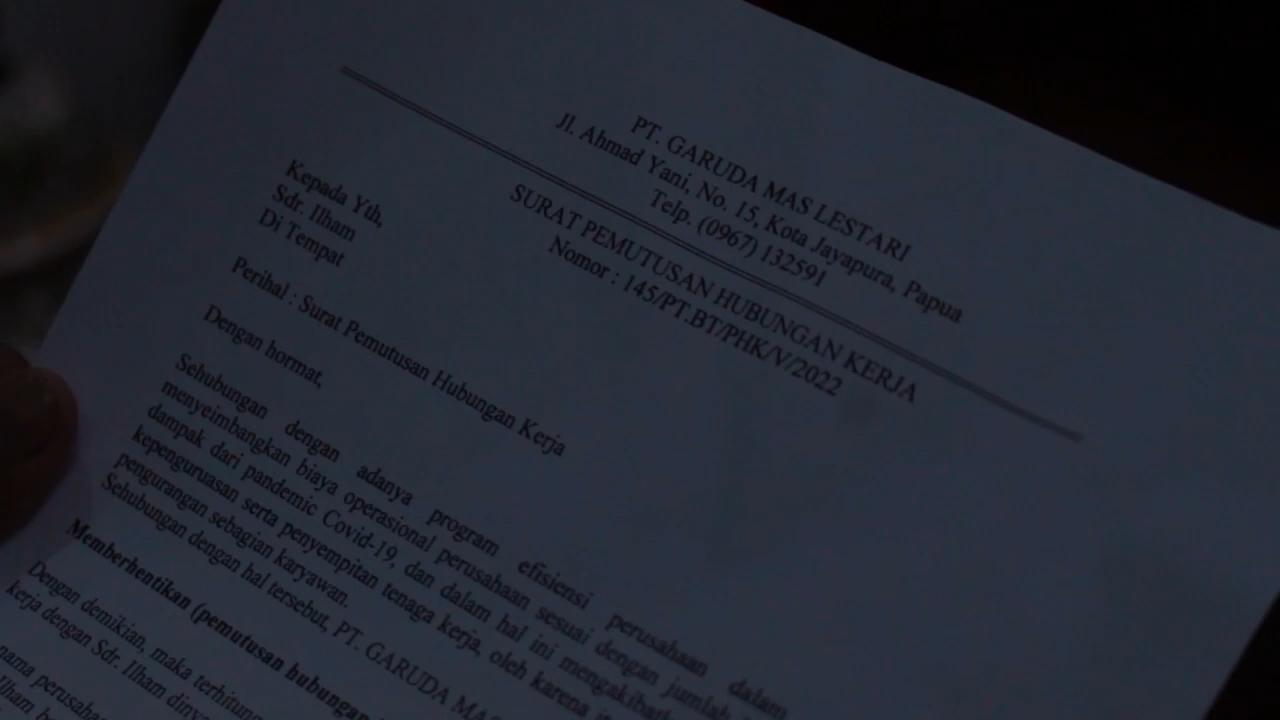 PT. GARUDA MAS LESTARI
Jl. Ahmad Yani, No. 15, Kota Jayapura, Papua
Telp. (0967) 132591
SURAT PEMUTUSAN HUBUNGAN KERJA
Nomor : 145/PT.BT/PHK/V/2022
Kepada Yth,
Sdr. Ilham
Di Tempat
Perihal : Surat Pemutusan Hubungan Kerja
Dengan hormat,
Sehubungan dengan adanya program efisiensi perusahaan dalam
menyeimbangkan biaya operasional perusahaan sesuai dengan jumlah
dampak dari pandemic Covid-19, dan dalam hal ini mengakibatkan
kepenguruasan serta penyempitan tenaga kerja, oleh karena
pengurangan sebagian karyawan.
Sehubungan dengan hal tersebut, PT. GARUDA MAS
Memberhentikan (pemutusan hubungan
Dengan demikian, maka terhitung
kerja dengan Sdr. Ilham
nama
Ilham